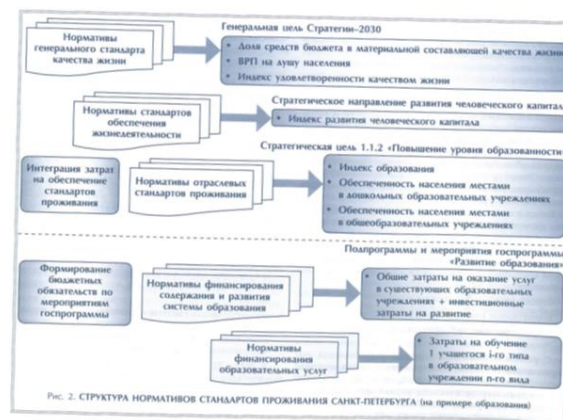 Генеральная цель Стратегии–2030
Нормативы
генерального стандарта
качества жизни
• Доля средств бюджета в материальной составляющей качества жизни
• ВРП на душу населения
• Индекс удовлетворенности качеством жизни
Стратегическое направление развития человеческого капитала
Нормативы стандартов
обеспечения
жизнедеятельности
• Индекс развития человеческого капитала
Стратегическая цель 1.1.2 «Повышение уровня образованности»
Интеграция затрат
на обеспечение
стандартов
проживания
Нормативы отраслевых
стандартов проживания
• Индекс образования
• Обеспеченность населения местами
в дошкольных образовательных учреждениях
• Обеспеченность населения местами
в общеобразовательных учреждениях
Подпрограммы и мероприятия госпрограммы
«Развитие образования»
Формирование
бюджетных
обязательств по
мероприятиям
госпрограммы
Нормативы финансирования
содержания и развития
системы образования
• Общие затраты на оказание услуг
в существующих образовательных
учреждениях + инвестиционные
затраты на развитие
Нормативы
финансирования
образовательных услуг
• Затраты на обучение
1 учащегося i-го типа
в образовательном
учреждении n-го вида
Рис. 2. СТРУКТУРА НОРМАТИВОВ СТАНДАРТОВ ПРОЖИВАНИЯ САНКТ-ПЕТЕРБУРГА (на примере образования)